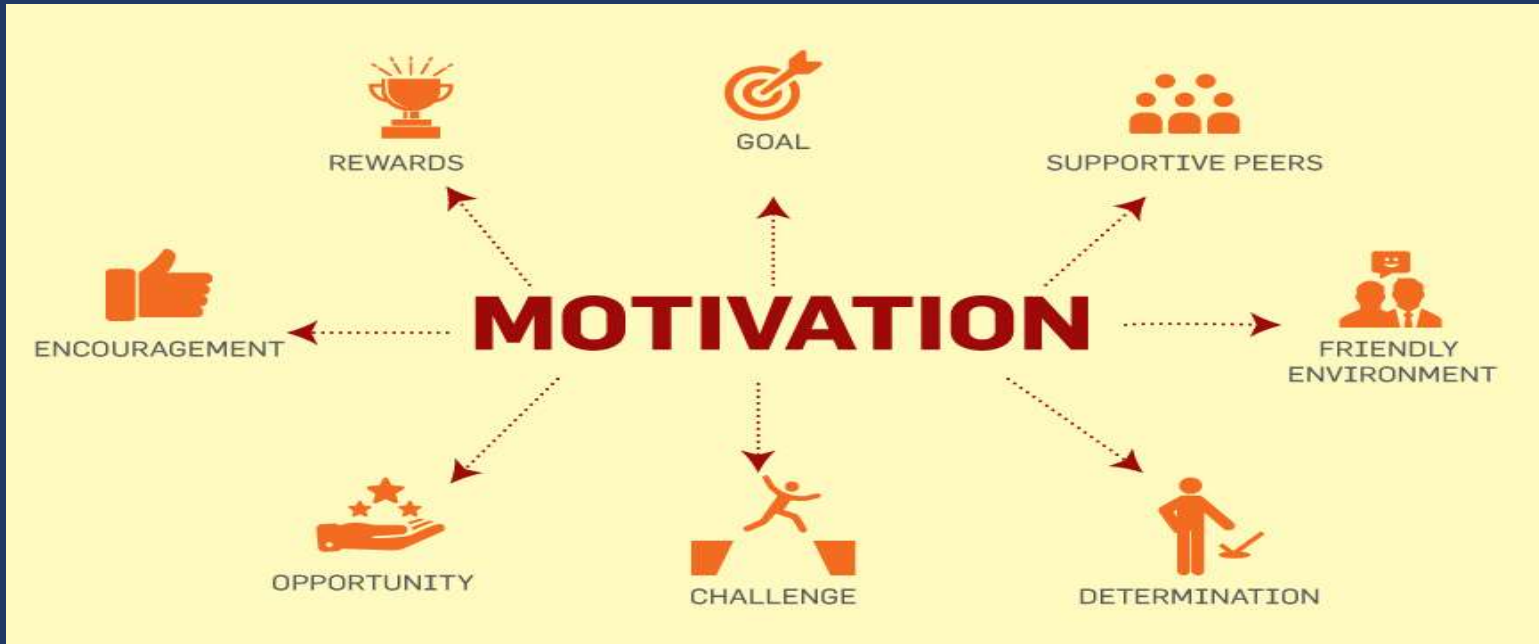 GOAL
REWARDS
SUPPORTIVE PEERS
MOTIVATION
ENCOURAGEMENT
FRIENDLY
ENVIRONMENT
OPPORTUNITY
CHALLENGE
DETERMINATION